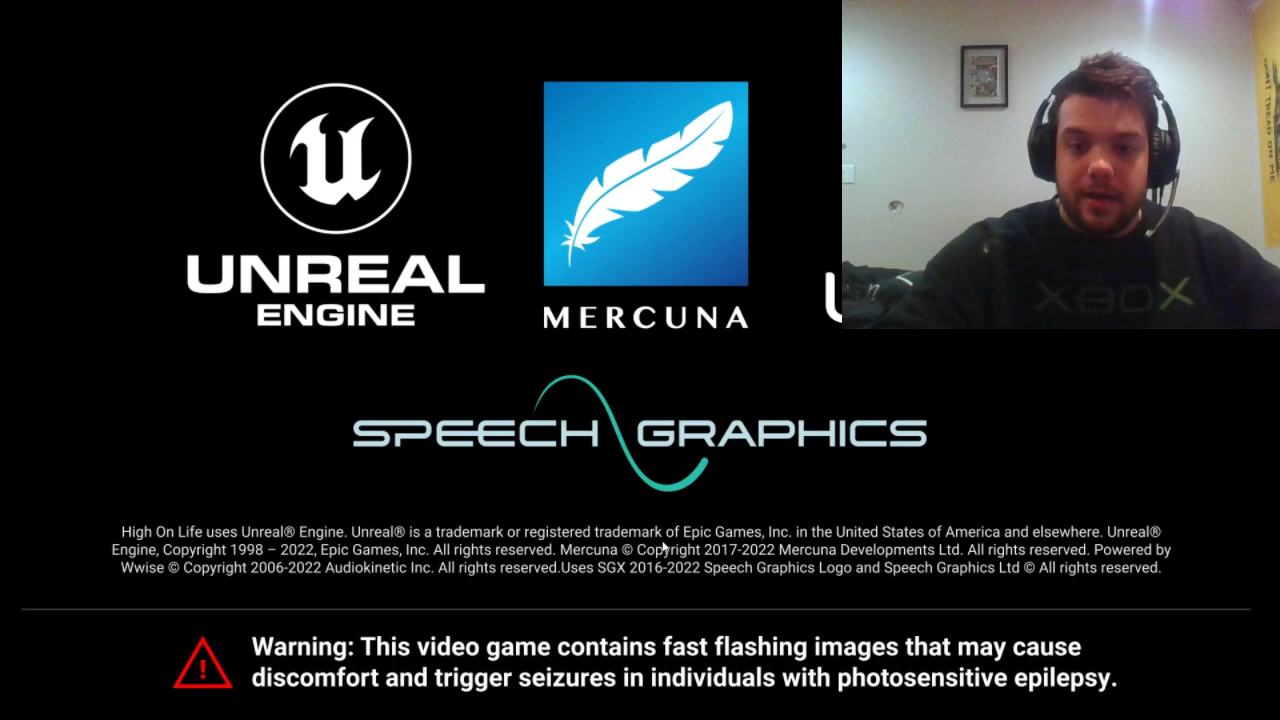 UNREAL
ENGINE
MERCUNA
XBOX
DON'T TREAD ON ME
SPEECH GRAPHICS
High On Life uses Unreal® Engine. Unreal® is a trademark or registered trademark of Epic Games, Inc. in the United States of America and elsewhere. Unreal®
Engine, Copyright 1998 – 2022, Epic Games, Inc. All rights reserved. Mercuna © Copyright 2017-2022 Mercuna Developments Ltd. All rights reserved. Powered by
Wwise © Copyright 2006-2022 Audiokinetic Inc. All rights reserved.Uses SGX 2016-2022 Speech Graphics Logo and Speech Graphics Ltd © All rights reserved.
Warning: This video game contains fast flashing images that may cause
discomfort and trigger seizures in individuals with photosensitive epilepsy.